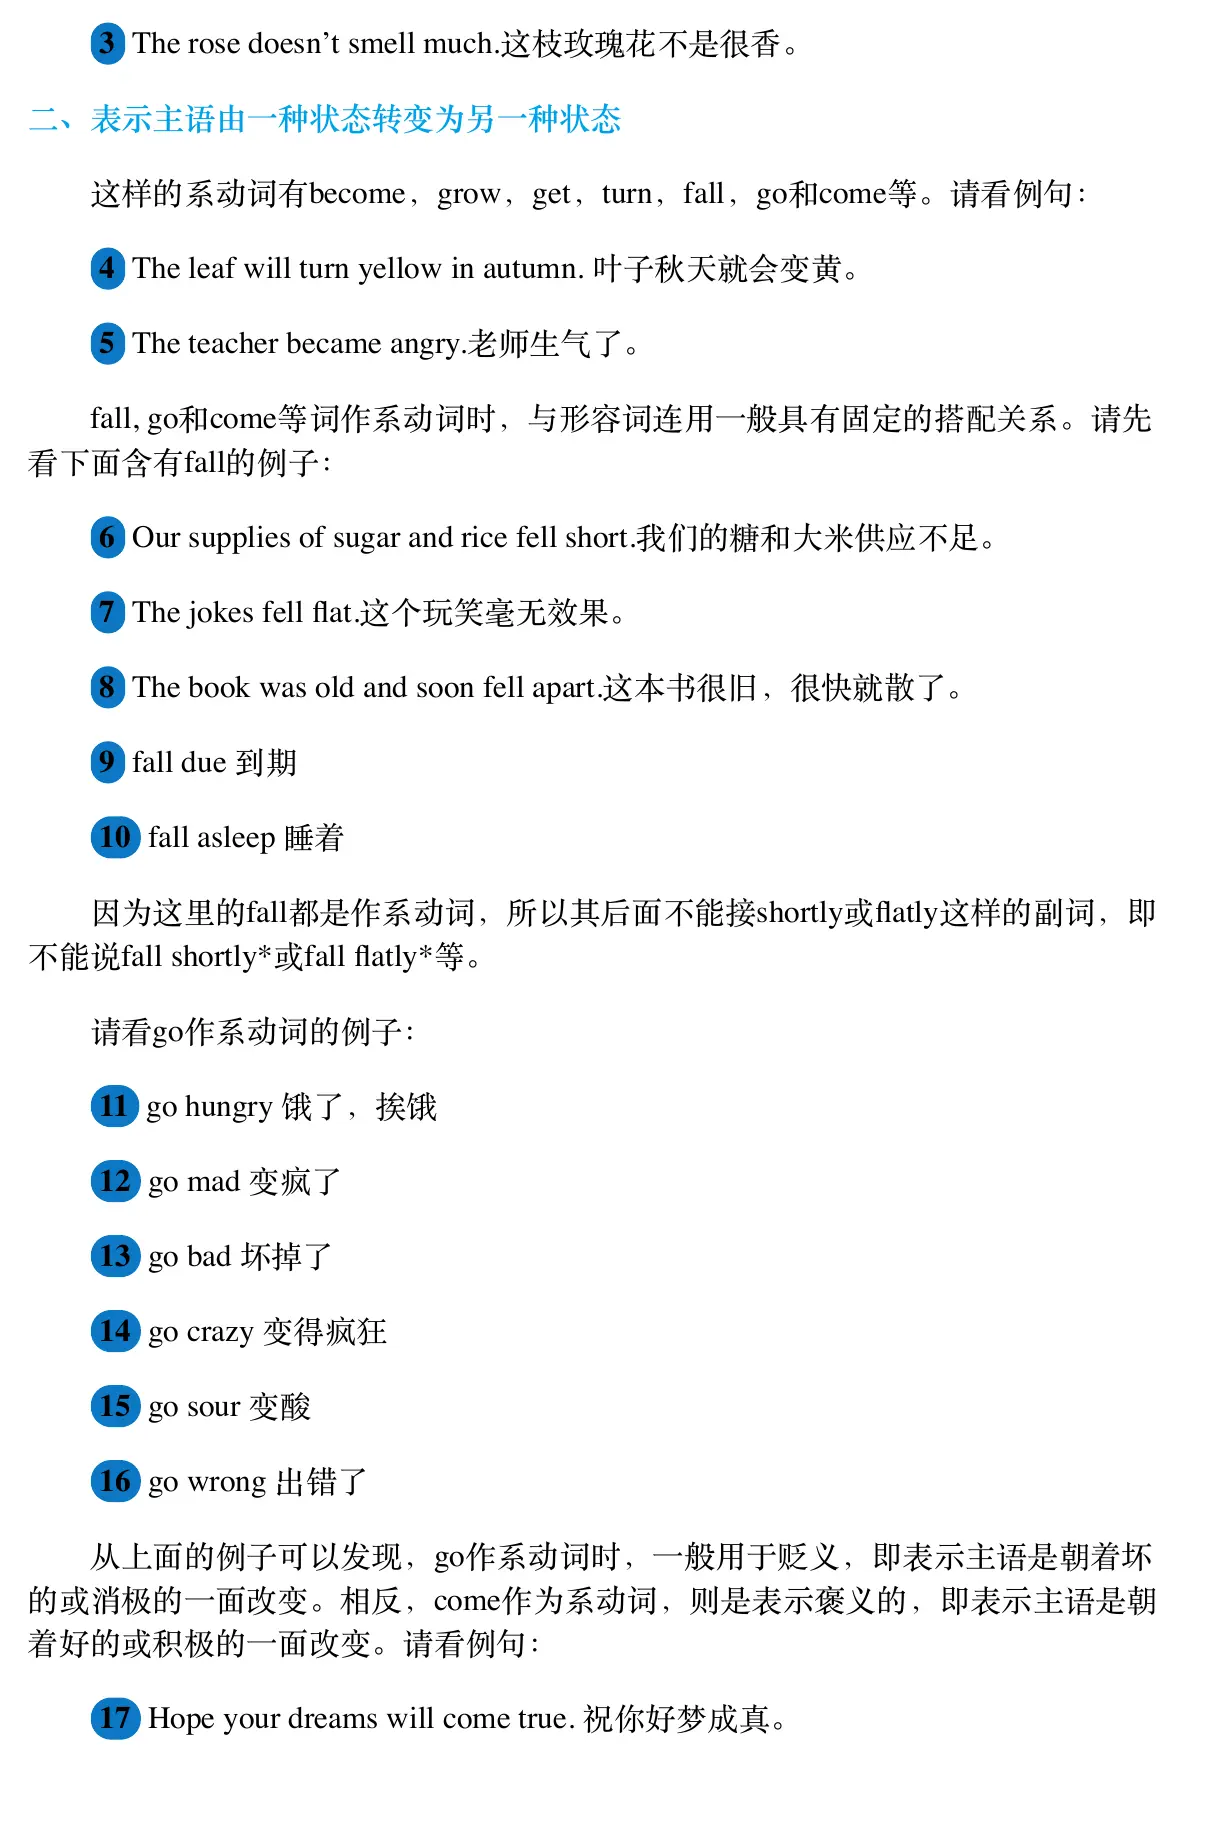 3 The rose doesn’t smell much.这枝玫瑰花不是很香。
二、表示主语由一种状态转变为另一种状态
这样的系动词有become，grow，get，turn，fall，go和come等。请看例句：
4 The leaf will turn yellow in autumn. 叶子秋天就会变黄。
5 The teacher became angry.老师生气了。
fall, go和come等词作系动词时，与形容词连用一般具有固定的搭配关系。请先
看下面含有fall的例子：
6 Our supplies of sugar and rice fell short.我们的糖和大米供应不足。
7 The jokes fell flat.这个玩笑毫无效果。
8 The book was old and soon fell apart.这本书很旧，很快就散了。
9 fall due 到期
10 fall asleep 睡着
因为这里的fall都是作系动词，所以其后面不能接shortly或flatly这样的副词，即
不能说fall shortly*或fall flatly*等。
请看go作系动词的例子：
11 go hungry 饿了，挨饿
12 go mad 变疯了
13 go bad 坏掉了
14 go crazy 变得疯狂
15 go sour 变酸
16 go wrong 出错了
从上面的例子可以发现，go作系动词时，一般用于贬义，即表示主语是朝着坏
的或消极的一面改变。相反，come作为系动词，则是表示褒义的，即表示主语是朝
着好的或积极的一面改变。请看例句：
17 Hope your dreams will come true. 祝你好梦成真。